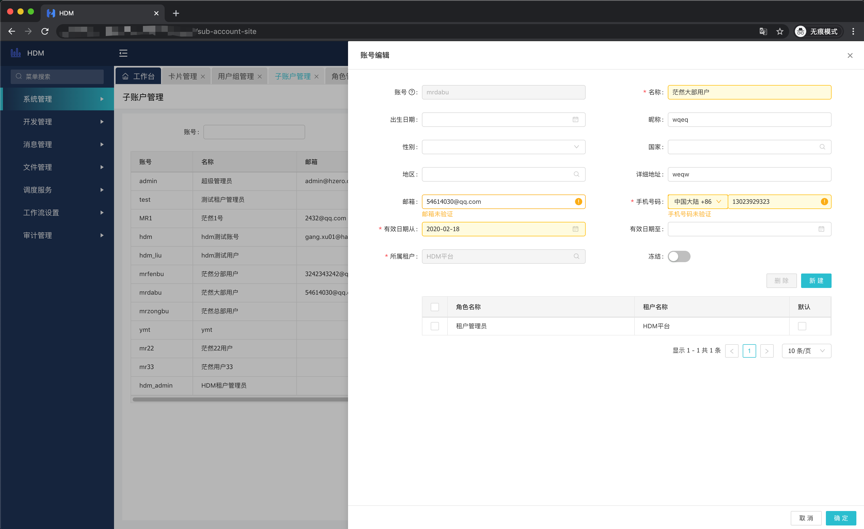 HDM
/sub-account-site
无痕模式
HDM
菜单搜索
系统管理
开发管理
消息管理
文件管理
调度服务
工作流设置
审计管理
工作台
卡片管理
用户组管理
子账户管理
子账户管理
账号 :
账号 名称 邮箱
admin 超级管理员 admin@hzero.
test 测试租户管理员
MR1 茫然1号 2432@qq.com
hdm hdm测试账号 gang.xu01@ha
hdm_liu hdm测试用户
mrfenbu 茫然分部用户 3242343242@q
mrdabu 茫然大部用户 54614030@qq.
mrzongbu 茫然总部用户
ymt ymt
mr22 茫然22用户
mr33 茫然用户33
hdm_admin HDM租户管理员
账号编辑
账号 : mrdabu
* 名称 : 茫然大部用户
出生日期 :
昵称 : wqeq
性别 :
国家 :
地区 :
详细地址 : weqw
邮箱 : 54614030@qq.com
邮箱未验证
* 手机号码 : 中国大陆 +86 13023929323
手机号码未验证
* 有效日期从 : 2020-02-18
有效日期至 :
* 所属租户 : HDM平台
冻结 :
删 除 新 建
角色名称 租户名称 默认
租户管理员 HDM平台
显示 1 - 1 共 1 条 1 10 条/页
取 消 确 定